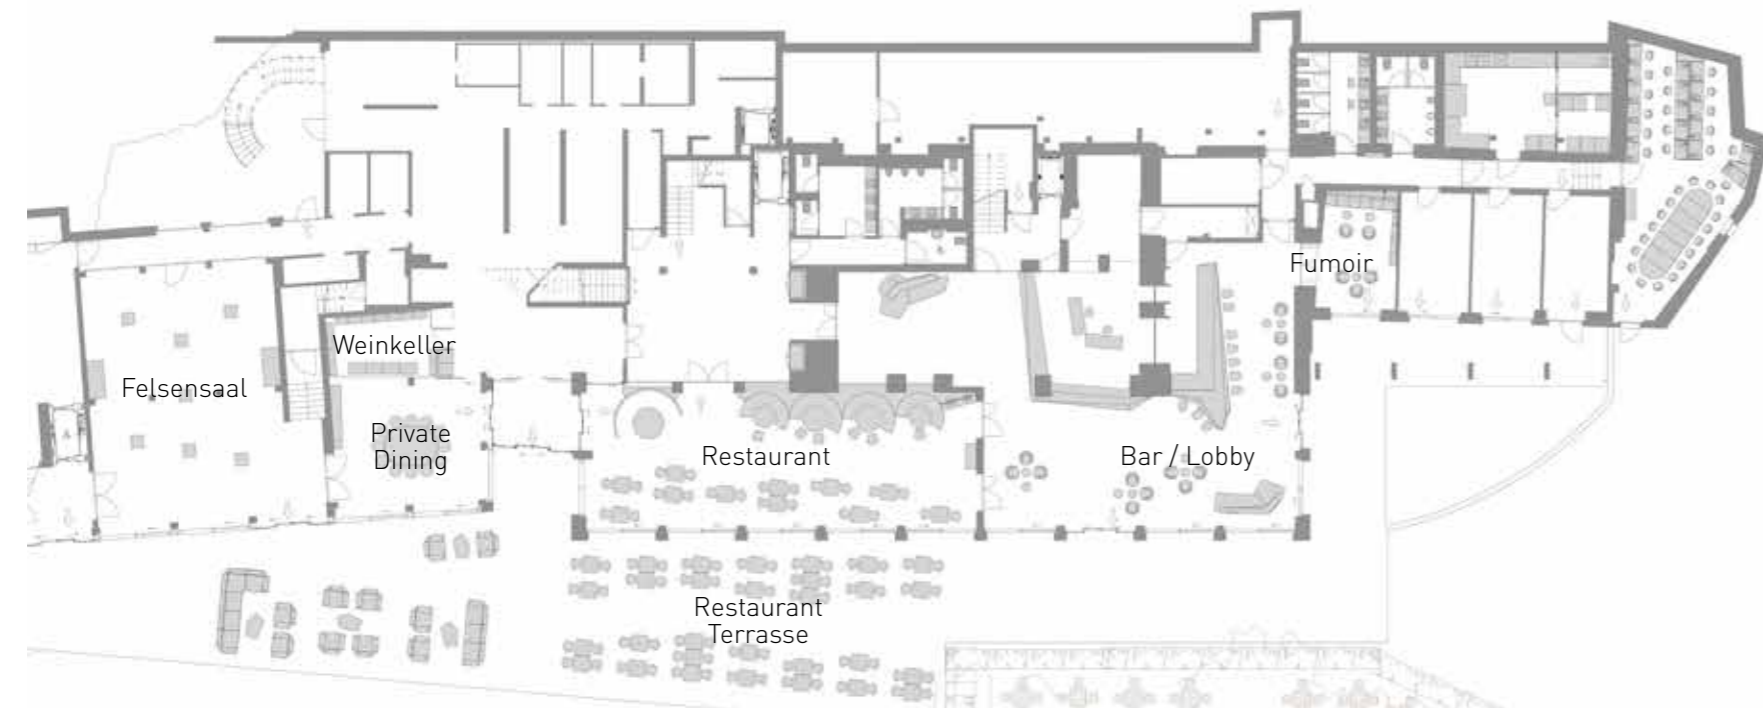 Fumoir
Weinkeller
Felsensaal
Private
Dining
Restaurant
Bar / Lobby
Restaurant
Terrasse